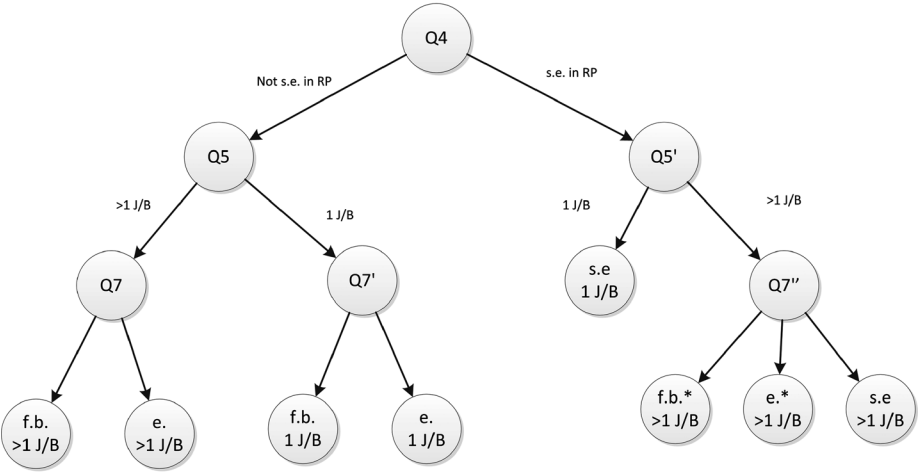 Q4
Not s.e. in RP
s.e. in RP
Q5
Q5'
>1 J/B
1 J/B
1 J/B
>1 J/B
Q7
Q7'
s.e
1 J/B
Q7''
f.b.
>1 J/B
e.
>1 J/B
f.b.
1 J/B
e.
1 J/B
f.b.*
>1 J/B
e.*
>1 J/B
s.e
>1 J/B